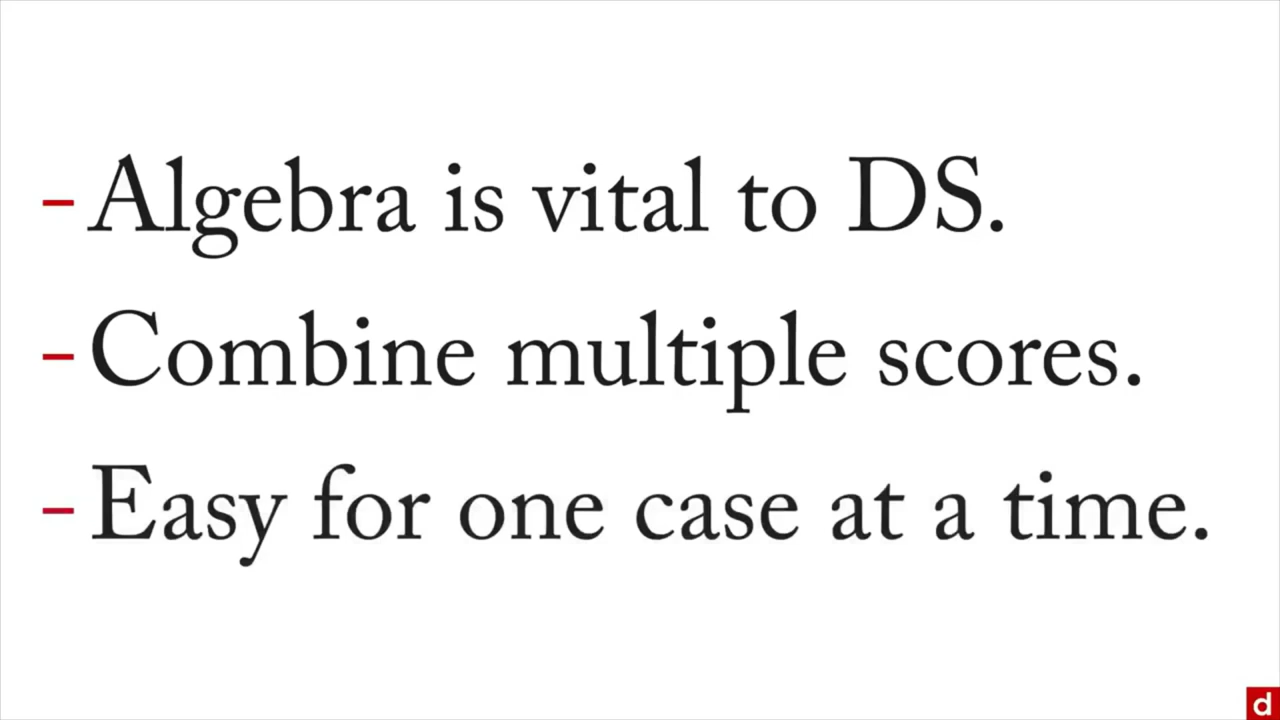 – Algebra is vital to DS.
– Combine multiple scores.
– Easy for one case at a time.
d